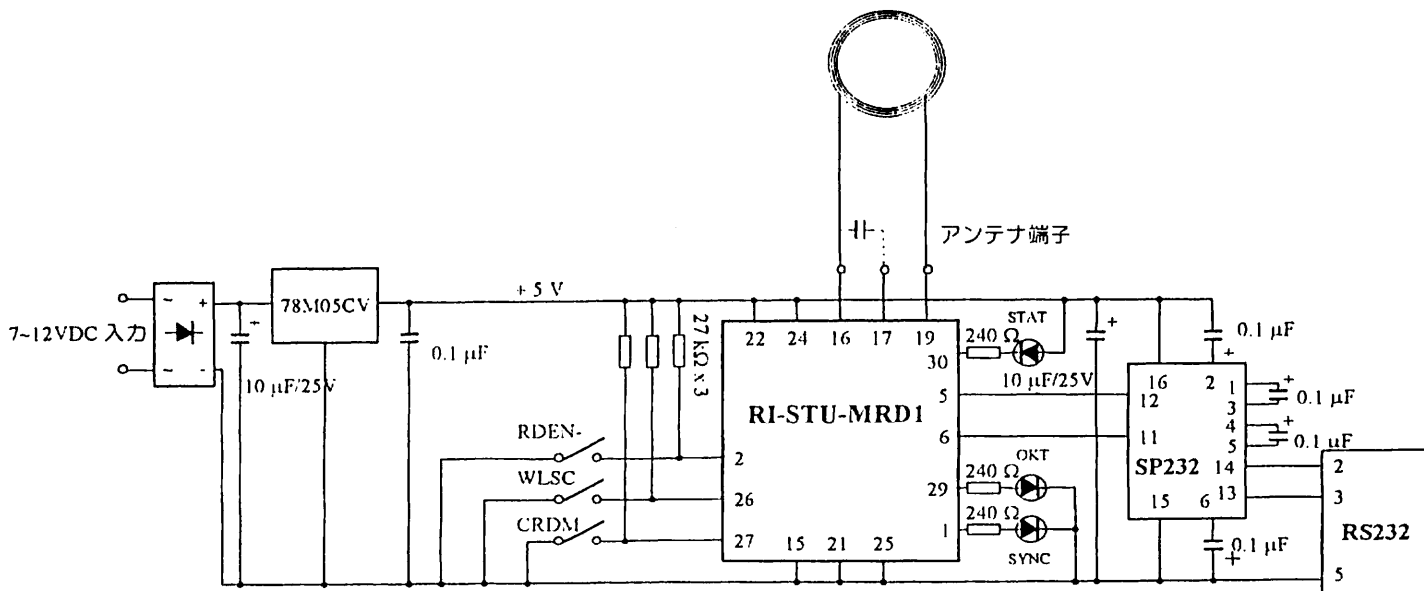 アンテナ端子
~
+
78M05CV
+ 5 V
7~12VDC 入力
~
-
+
10 μF/25V
0.1 μF
27 kΩ x 3
RDEN-
WLSC
CRDM
22
24
16
17
19
30
5
6
29
1
2
26
27
15
21
25
RI-STU-MRD1
240 Ω
STAT
+
10 μF/25V
240 Ω
OKT
240 Ω
SYNC
0.1 μF
+
16
2
12
11
1
3
4
5
14
13
15
6
SP232
+
0.1 μF
+
0.1 μF
0.1 μF
+
2
3
5
RS232